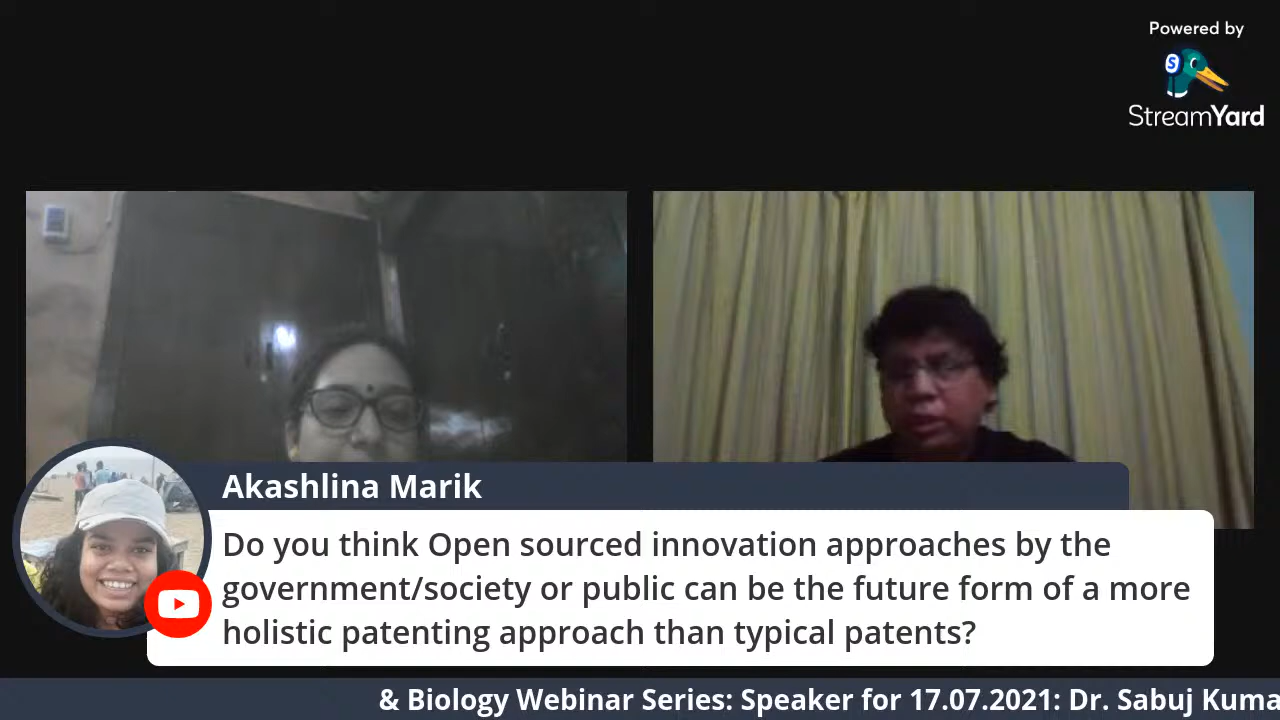 Powered by
StreamYard
Akashlina Marik
Do you think Open sourced innovation approaches by the
government/society or public can be the future form of a more
holistic patenting approach than typical patents?
& Biology Webinar Series: Speaker for 17.07.2021: Dr. Sabuj Kuma